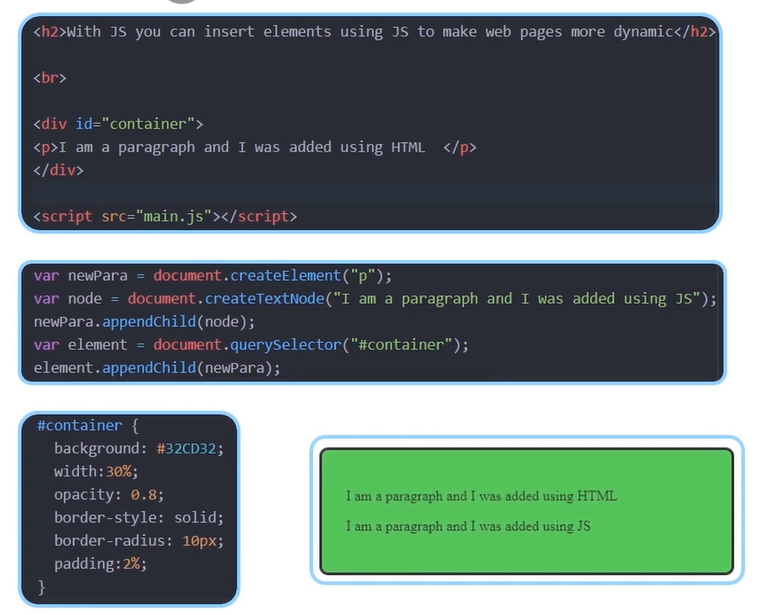 <h2>With JS you can insert elements using JS to make web pages more dynamic</h2>
<br>
<div id="container">
<p>I am a paragraph and I was added using HTML  </p>
</div>
<script src="main.js"></script>
var newPara = document.createElement("p");
var node = document.createTextNode("I am a paragraph and I was added using JS");
newPara.appendChild(node);
var element = document.querySelector("#container");
element.appendChild(newPara);
#container {
background: #32CD32;
width:30%;
opacity: 0.8;
border-style: solid;
border-radius: 10px;
padding:2%;
}
I am a paragraph and I was added using HTML
I am a paragraph and I was added using JS